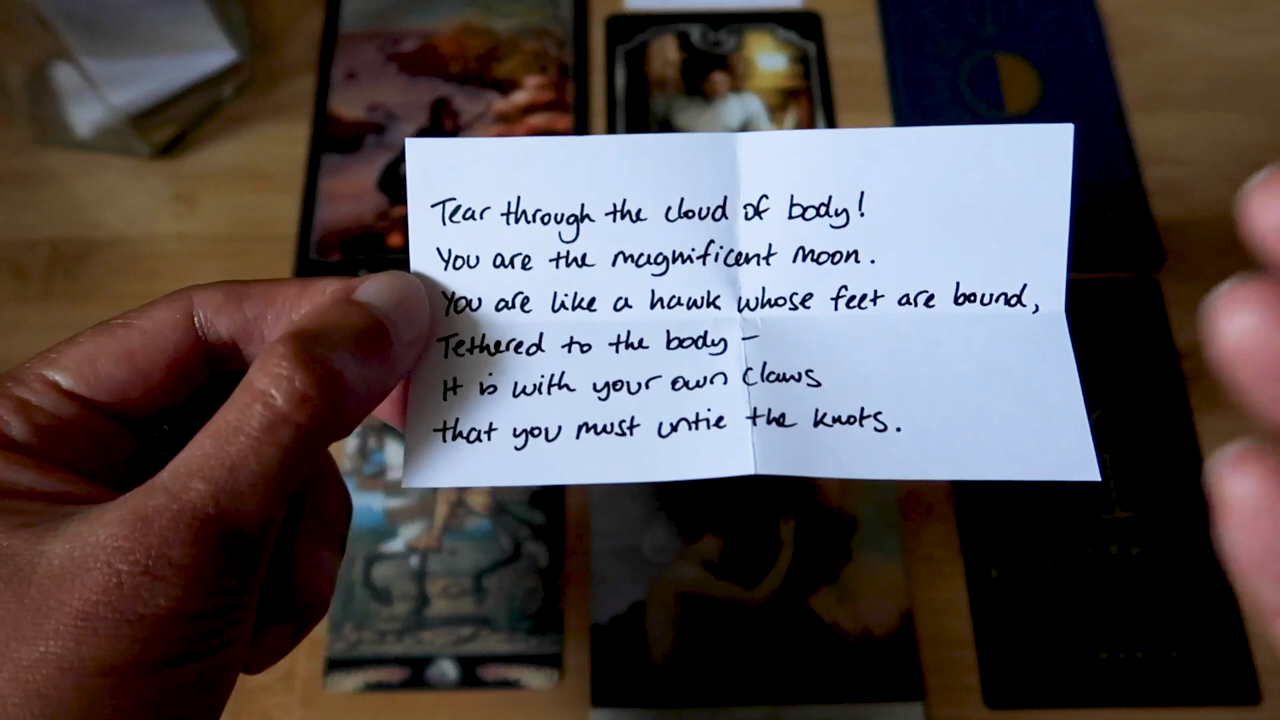 Tear through the cloud of body!
You are the magnificent moon.
You are like a hawk whose feet are bound,
Tethered to the body –
It is with your own claws
that you must untie the knots.